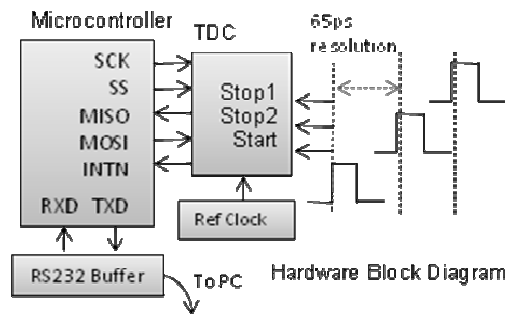 Microcontroller
TDC
65ps
resolution
SCK
SS
MISO
MOSI
INTN
RXD TXD
Stop1
Stop2
Start
Ref Clock
RS232 Buffer
To PC
Hardware Block Diagram